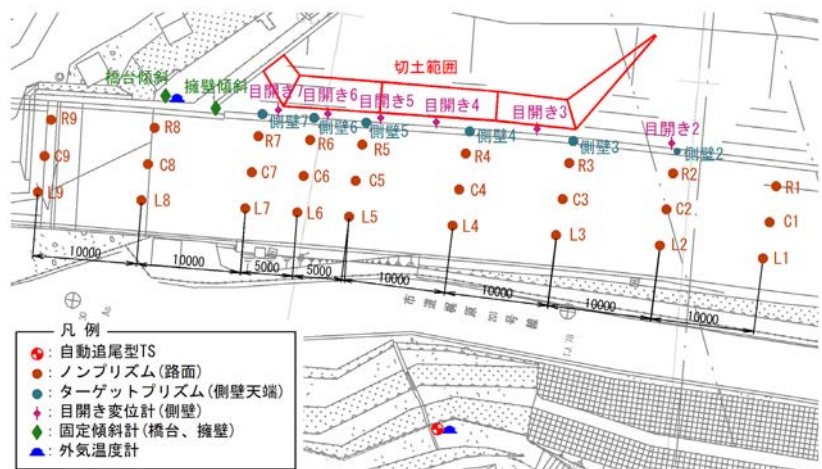 切土範囲
橋台傾斜
擁壁傾斜
目開き7
目開き6
目開き5
目開き4
目開き3
目開き2
側壁7
側壁6
側壁5
側壁4
側壁3
側壁2
R9
R8
R7
R6
R5
R4
R3
R2
R1
C9
C8
C7
C6
C5
C4
C3
C2
C1
L9
L8
L7
L6
L5
L4
L3
L2
L1
10000
10000
5000
5000
10000
10000
10000
10000
凡例
: 自動追尾型TS
: ノンプリズム(路面)
: ターゲットプリズム(側壁天端)
: 目開き変位計(側壁)
: 固定傾斜計(橋台、擁壁)
: 外気温度計